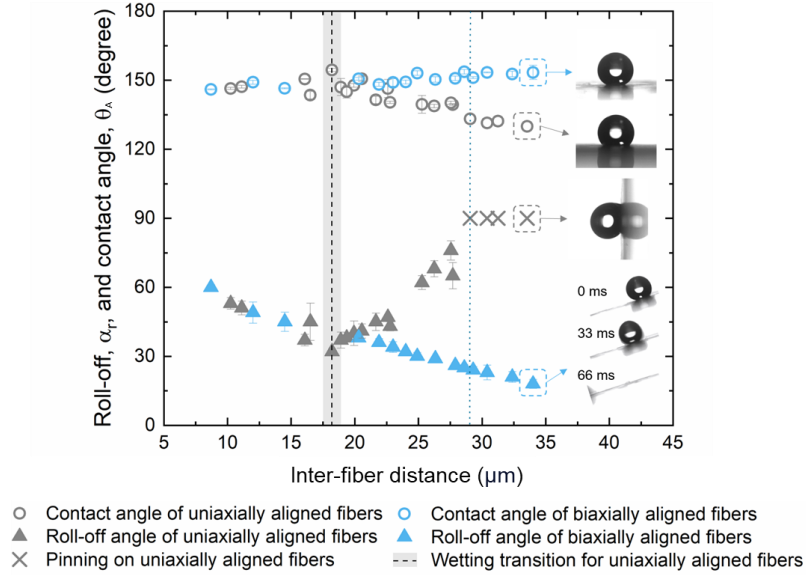 180
150
120
90
60
30
0
Roll-off, αr, and contact angle, θA (degree)
5 10 15 20 25 30 35 40 45
Inter-fiber distance (μm)
0 ms
33 ms
66 ms
Contact angle of uniaxially aligned fibers
Contact angle of biaxially aligned fibers
Roll-off angle of uniaxially aligned fibers
Roll-off angle of biaxially aligned fibers
Pinning on uniaxially aligned fibers
Wetting transition for uniaxially aligned fibers